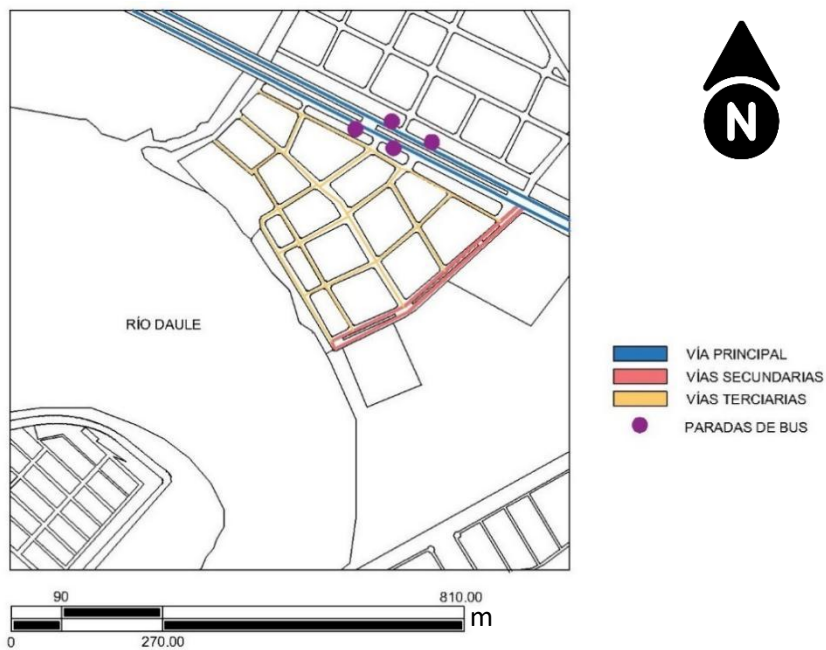 N
RÍO DAULE
VÍA PRINCIPAL
VÍAS SECUNDARIAS
VÍAS TERCIARIAS
PARADAS DE BUS
90 810.00
m
0 270.00